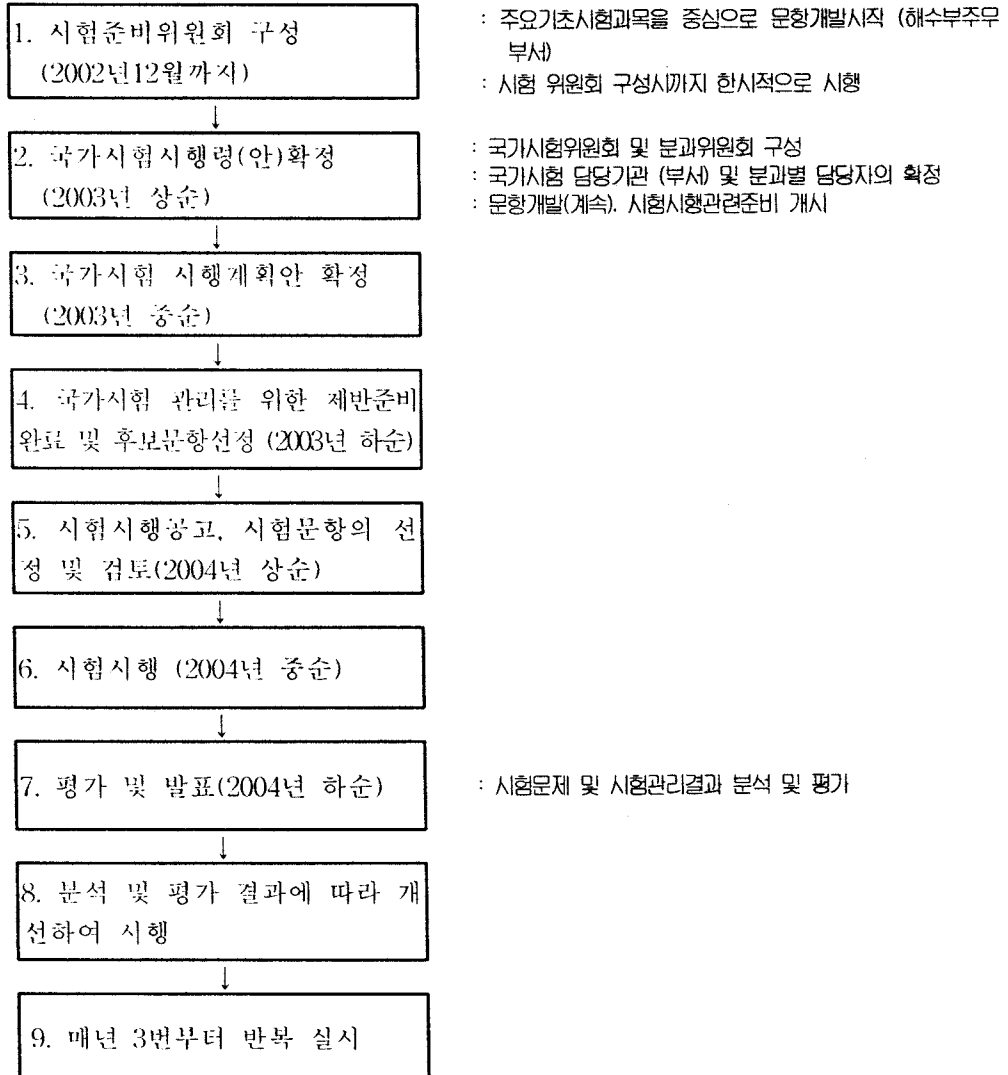 1. 시험준비위원회 구성
(2002년12월까지)
: 주요기초시험과목을 중심으로 문항개발시작 (해수부주무
부서)
: 시험 위원회 구성시까지 한시적으로 시행
↓
2. 국가시험시행령(안)확정
(2003년 상순)
: 국가시험위원회 및 분과위원회 구성
: 국가시험 담당기관 (부서) 및 분과별 담당자의 확정
: 문항개발(계속). 시험시행관련준비 개시
↓
3. 국가시험 시행계획안 확정
(2003년 중순)
↓
4. 국가시험 관리를 위한 제반준비
완료 및 후보문항선정 (2003년 하순)
↓
5. 시험시행공고, 시험문항의 선
정 및 검토(2004년 상순)
↓
6. 시험시행 (2004년 중순)
↓
7. 평가 및 발표(2004년 하순)
: 시험문제 및 시험관리결과 분석 및 평가
↓
8. 분석 및 평가 결과에 따라 개
선하여 시행
↓
9. 매년 3번부터 반복 실시